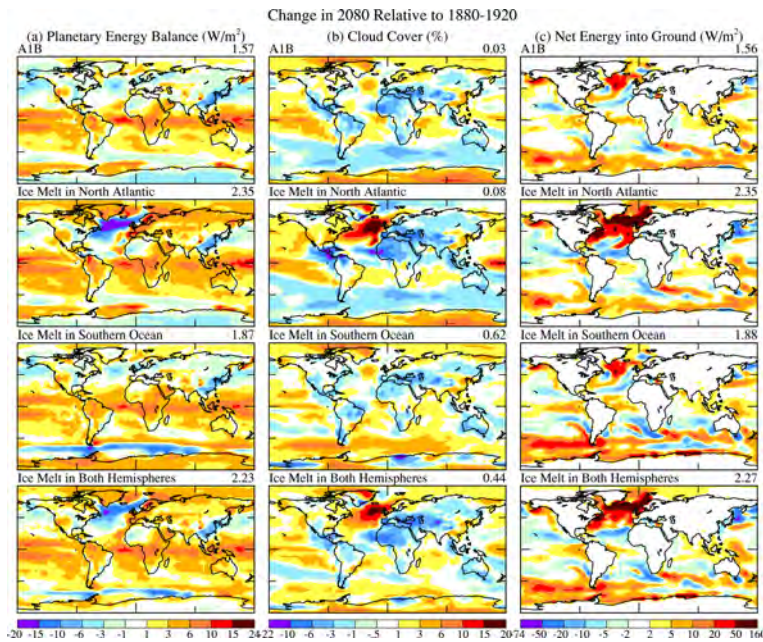 Change in 2080 Relative to 1880-1920
(a) Planetary Energy Balance (W/m²) (b) Cloud Cover (%) (c) Net Energy into Ground (W/m²)
A1B 1.57 A1B 0.03 A1B 1.56
Ice Melt in North Atlantic 2.35 Ice Melt in North Atlantic 0.08 Ice Melt in North Atlantic 2.35
Ice Melt in Southern Ocean 1.87 Ice Melt in Southern Ocean 0.62 Ice Melt in Southern Ocean 1.88
Ice Melt in Both Hemispheres 2.23 Ice Melt in Both Hemispheres 0.44 Ice Melt in Both Hemispheres 2.27
-20 -15 -10 -6 -3 -1 1 3 6 10 15 24 -22 -10 -8 -5 -3 -1 1 3 6 10 15 20 -74 -50 -20 -10 -5 -2 2 5 10 20 50 160